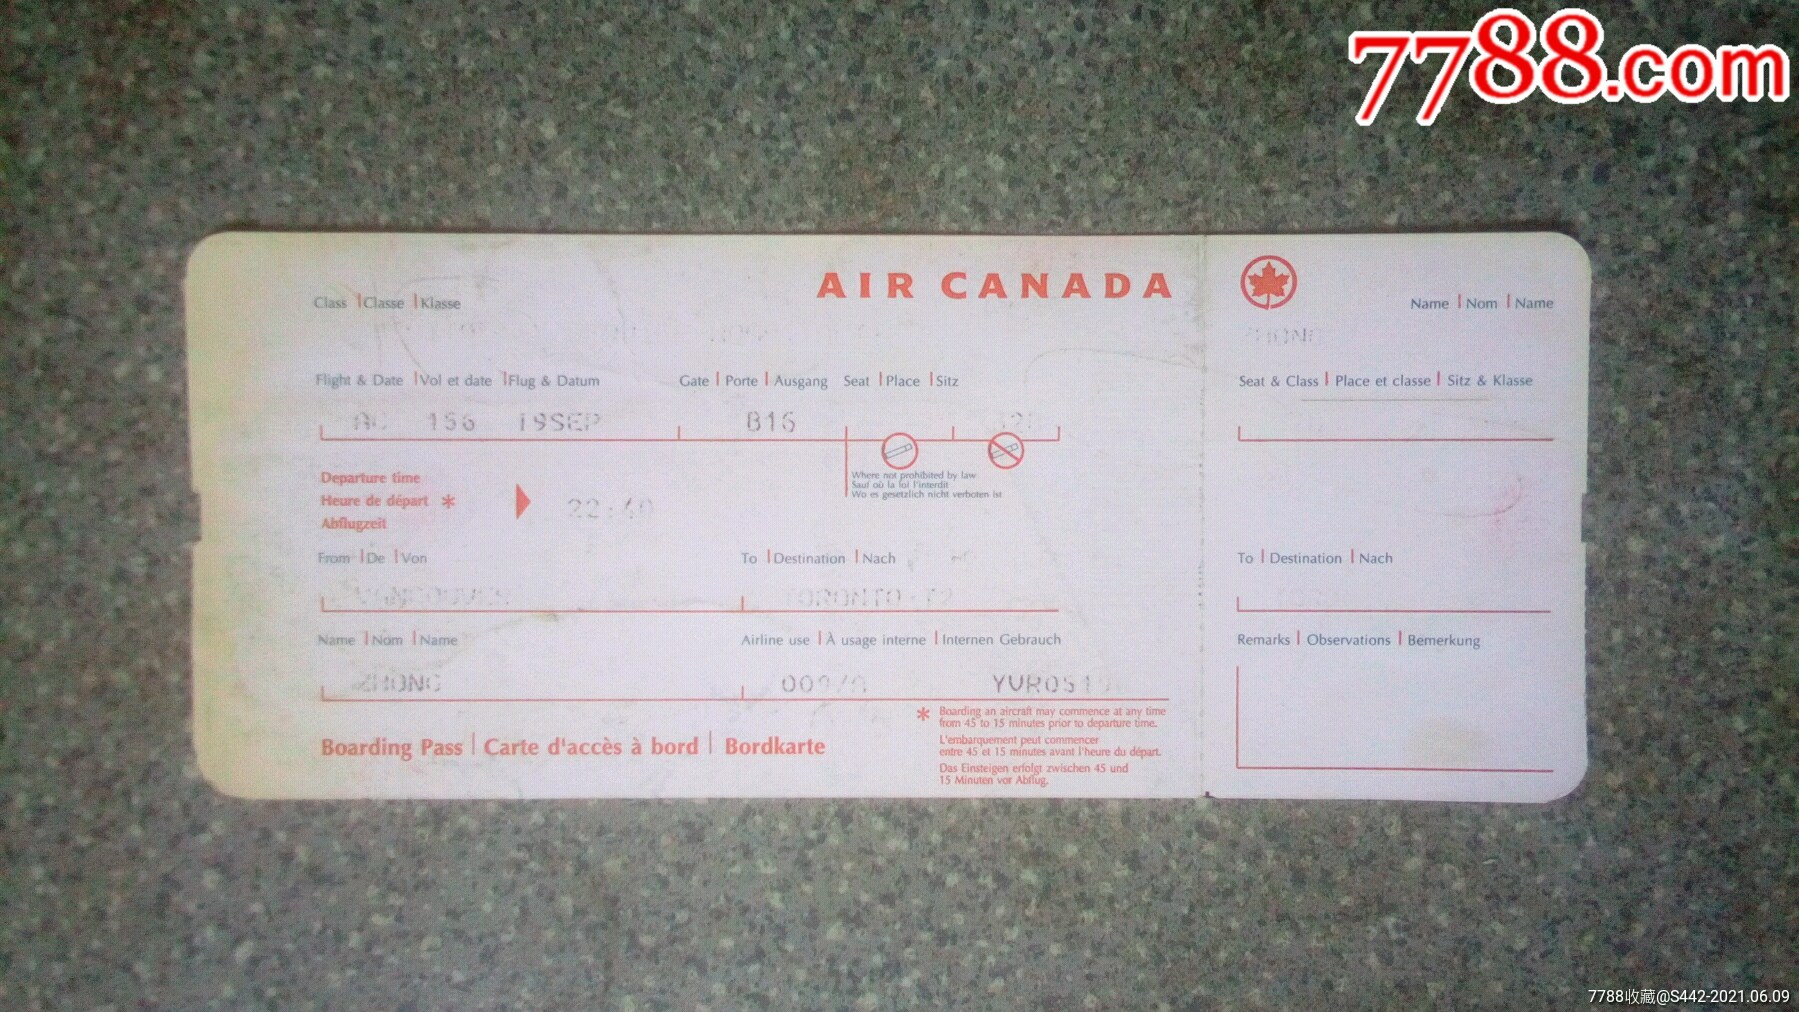 7788.com
AIR CANADA
Class | Classe | Klasse
Name | Nom | Name
ZHONG
Flight & Date | Vol et date | Flug & Datum
Gate | Porte | Ausgang
Seat | Place | Sitz
Seat & Class | Place et classe | Sitz & Klasse
AC 156 19SEP
B16
Where not prohibited by law
Sauf où la loi l'interdit
Wo es gesetzlich nicht verboten ist
Departure time
Heure de départ *
Abflugzeit
22:40
From | De | Von
To | Destination | Nach
To | Destination | Nach
VANCOUVER
TORONTO-T2
Name | Nom | Name
Airline use | À usage interne | Internen Gebrauch
Remarks | Observations | Bemerkung
ZHONG
* Boarding an aircraft may commence at any time
from 45 to 15 minutes prior to departure time.
L'embarquement peut commencer
entre 45 et 15 minutes avant l'heure du départ.
Das Einsteigen erfolgt zwischen 45 und
15 Minuten vor Abflug.
Boarding Pass | Carte d'accès à bord | Bordkarte
7788收藏@S442-2021.06.09